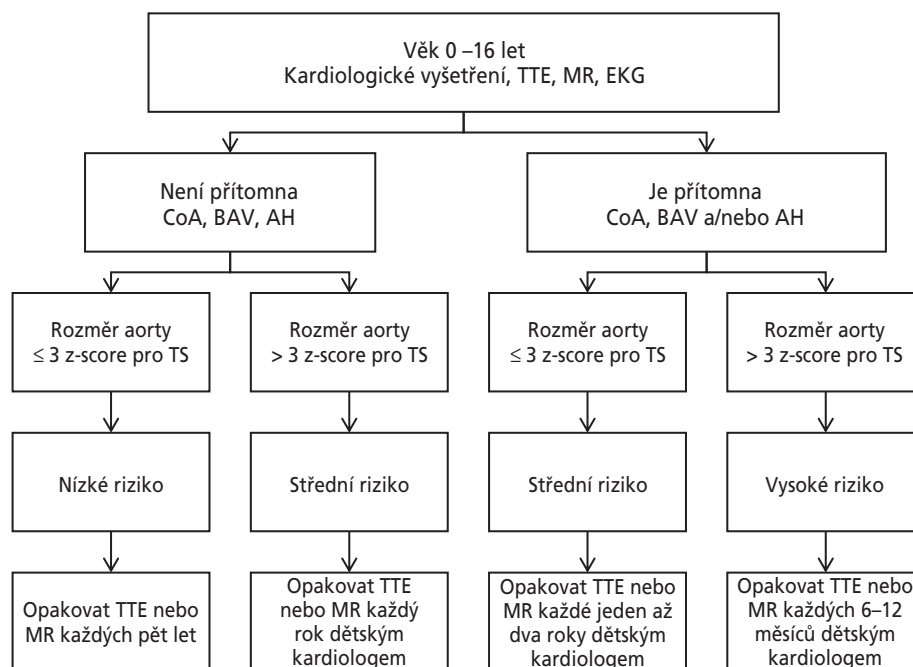 Věk 0 –16 let
Kardiologické vyšetření, TTE, MR, EKG
Není přítomna
CoA, BAV, AH
Je přítomna
CoA, BAV a/nebo AH
Rozměr aorty
≤ 3 z-score pro TS
Rozměr aorty
> 3 z-score pro TS
Rozměr aorty
≤ 3 z-score pro TS
Rozměr aorty
> 3 z-score pro TS
Nízké riziko
Střední riziko
Střední riziko
Vysoké riziko
Opakovat TTE nebo
MR každých pět let
Opakovat TTE
nebo MR každý
rok dětským
kardiologem
Opakovat TTE nebo
MR každé jeden až
dva roky dětským
kardiologem
Opakovat TTE nebo
MR každých 6–12
měsíců dětským
kardiologem